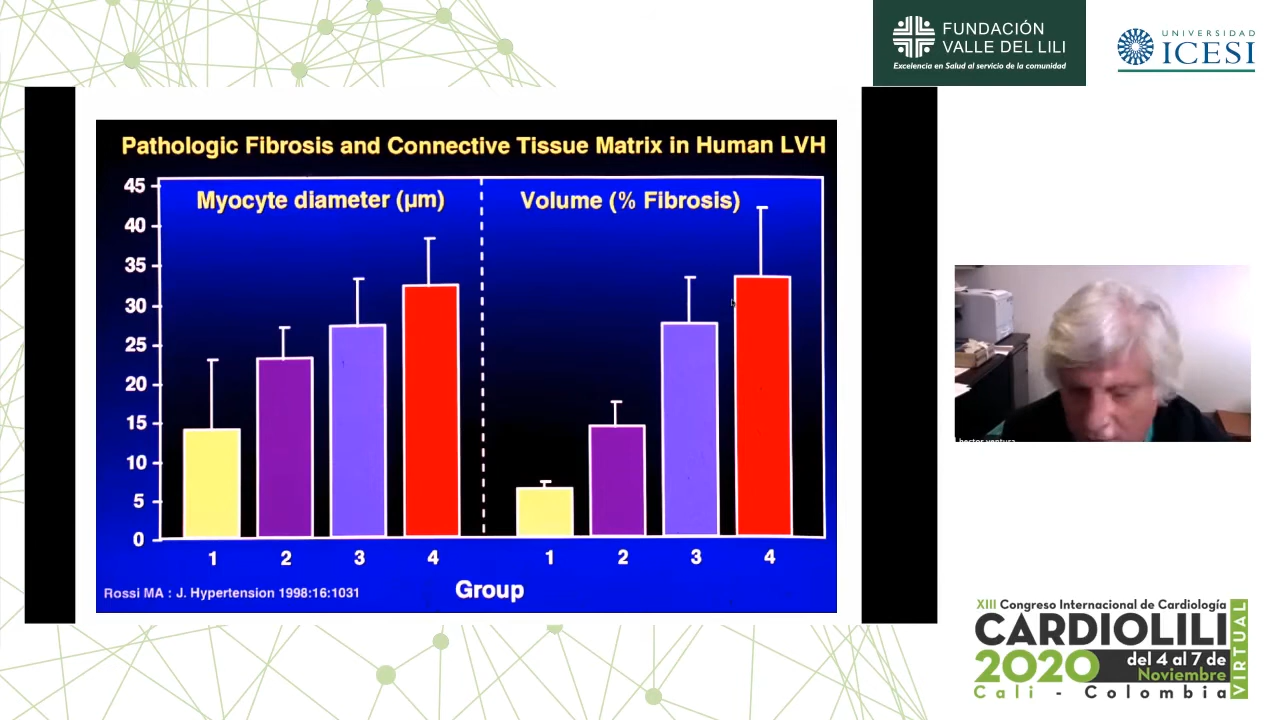 FUNDACIÓN
VALLE DEL LILI
Excelencia en Salud al servicio de la comunidad
UNIVERSIDAD
ICESI
Pathologic Fibrosis and Connective Tissue Matrix in Human LVH
Myocyte diameter (µm)
Volume (% Fibrosis)
45
40
35
30
25
20
15
10
5
0
1 2 3 4 1 2 3 4
Group
Rossi MA : J. Hypertension 1998:16:1031
hector ventura
XIII Congreso Internacional de Cardiología
CARDIOLILI
2020 del 4 al 7 de
Noviembre
Cali - Colombia
VIRTUAL